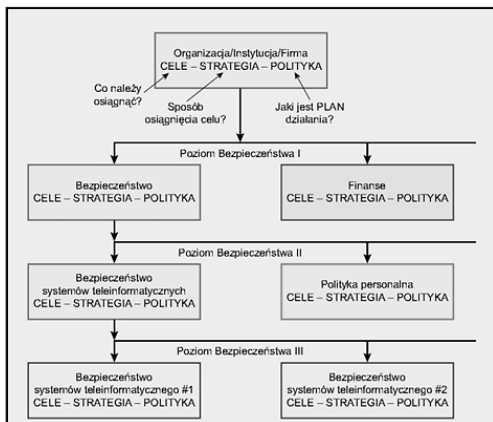 Organizacja/Instytucja/Firma
CELE – STRATEGIA – POLITYKA
Co należy
osiągnąć?
Sposób
osiągnięcia celu?
Jaki jest PLAN
działania?
Poziom Bezpieczeństwa I
Bezpieczeństwo
CELE – STRATEGIA – POLITYKA
Finanse
CELE – STRATEGIA – POLITYKA
Poziom Bezpieczeństwa II
Bezpieczeństwo
systemów teleinformatycznych
CELE – STRATEGIA – POLITYKA
Polityka personalna
CELE – STRATEGIA – POLITYKA
Poziom Bezpieczeństwa III
Bezpieczeństwo
systemów teleinformatycznego #1
CELE – STRATEGIA – POLITYKA
Bezpieczeństwo
systemów teleinformatycznego #2
CELE – STRATEGIA – POLITYKA